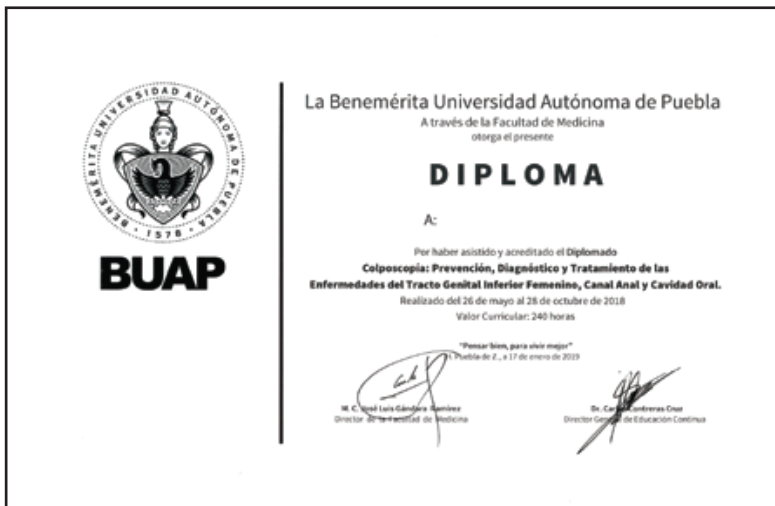 BENEMÉRITA UNIVERSIDAD AUTÓNOMA DE PUEBLA
1578
BUAP
La Benemérita Universidad Autónoma de Puebla
A través de la Facultad de Medicina
otorga el presente
DIPLOMA
A:
Por haber asistido y acreditado el Diplomado
Colposcopía: Prevención, Diagnóstico y Tratamiento de las
Enfermedades del Tracto Genital Inferior Femenino, Canal Anal y Cavidad Oral.
Realizado del 26 de mayo al 28 de octubre de 2018
Valor Curricular: 240 horas
"Pensar bien, para vivir mejor"
H. Puebla de Z., a 17 de enero de 2019
M. C. José Luis Gándara Ramírez
Director de la Facultad de Medicina
Dr. Contreras Cruz
Director General de Educación Continua